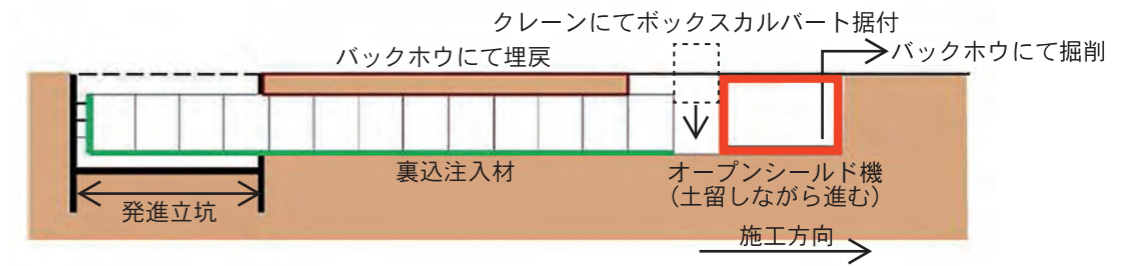 クレーンにてボックスカルバート据付
バックホウにて埋戻
バックホウにて掘削
裏込注入材
オープンシールド機
(土留しながら進む)
発進立坑
施工方向